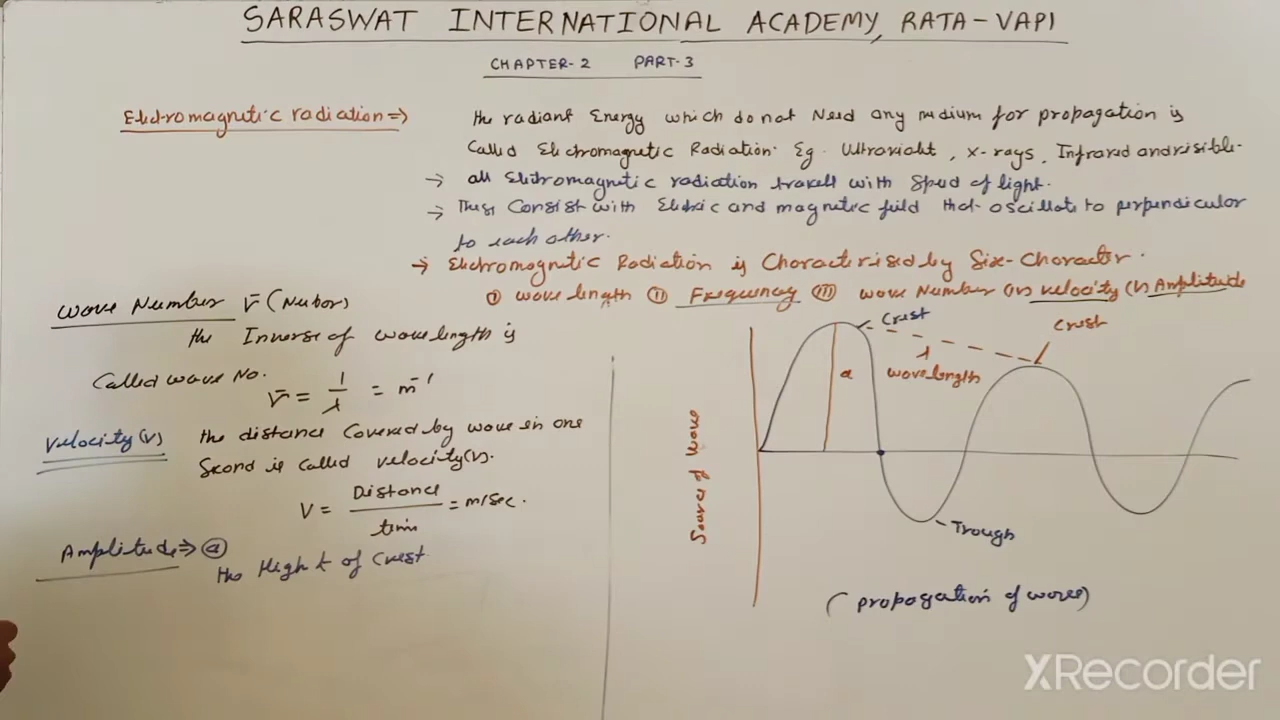 SARASWAT INTERNATIONAL ACADEMY, RATA-VAPI
CHAPTER-2 PART-3
Electromagnetic radiation ⇒
the radiant Energy which do not Need any medium for propagation is
Called Electromagnetic Radiation. Eg. Ultraviolet, x-rays, Infrared and visible.
→ all Electromagnetic radiation travell with Speed of light.
→ These Consist with Electric and magnetic field that oscillate to perpendicular
to each other.
→ Electromagnetic Radiation is Characterised by Six-Character.
(i) wave length (ii) Frequency (iii) wave Number (iv) velocity (v) Amplitude
wave Number v̄ (Nubar)
the Inverse of wave length is
Called wave No.
v̄ = 1/λ = m⁻¹
Velocity (v) the distance Covered by wave in one
Second is called velocity (v).
V = Distance / time = m/sec.
Amplitude ⇒ (a)
the Hight of Crest.
Crest
Crest
λ
wavelength
a
Source of wave
Trough
(propagation of wave)
XRecorder